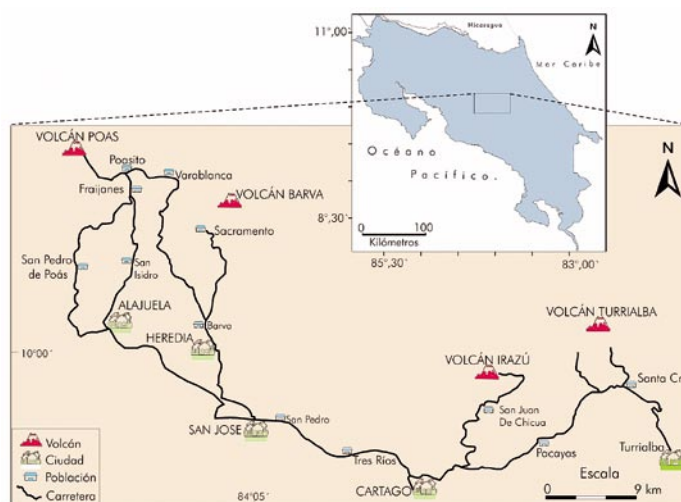 11,00
N
Nicaragua
Mar Caribe
Océano
Pacífico.
0 100
Kilómetros
8°,30
85°,30
83°,00
N
VOLCÁN POAS
Poasito
Varablanca
Fraijanes
VOLCÁN BARVA
Sacramento
San Pedro
de Poás
San
Isidro
ALAJUELA
Barva
HEREDIA
10°00
VOLCÁN TURRIALBA
VOLCÁN IRAZÚ
Santa Cr
San Juan
De Chicua
SAN JOSE
San Pedro
Tres Ríos
Pacayas
Turrialba
CARTAGO
84°05
Escala
0 9 km
Volcán
Ciudad
Población
Carretera